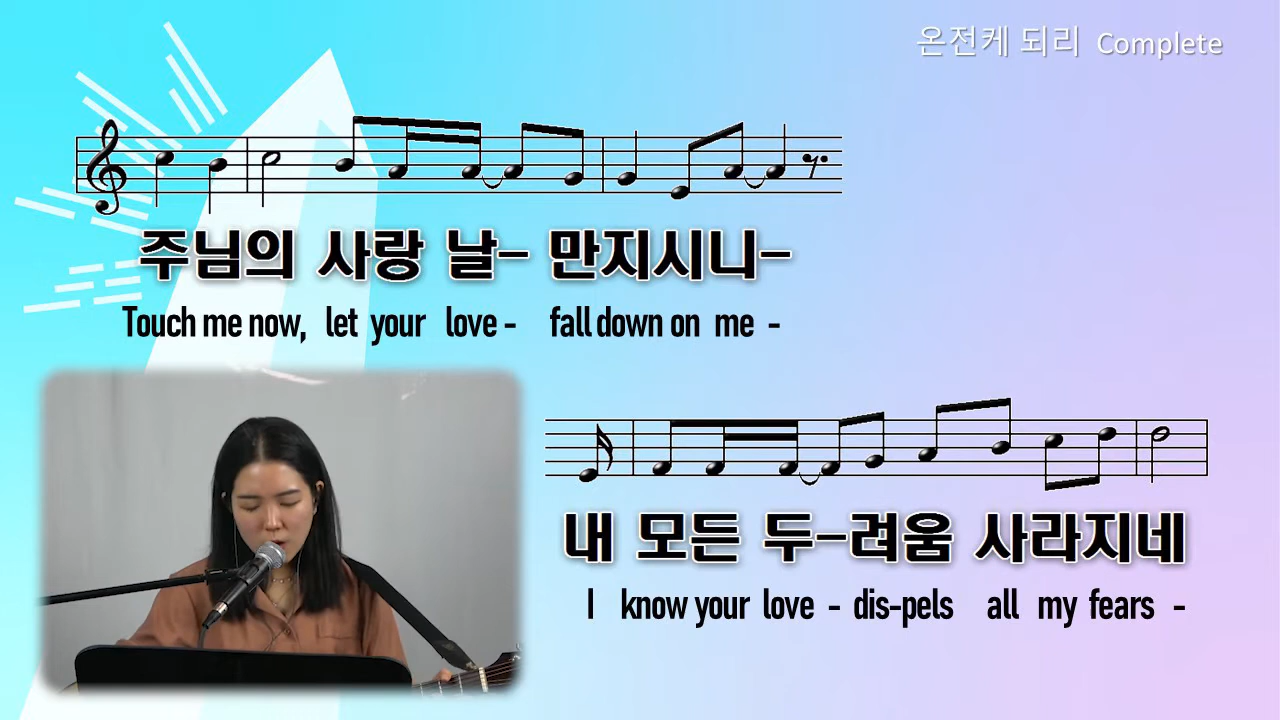 온전케 되리 Complete
주님의 사랑 날- 만지시니-
Touch me now, let your love - fall down on me -
내 모든 두-려움 사라지네
I know your love - dis-pels all my fears -